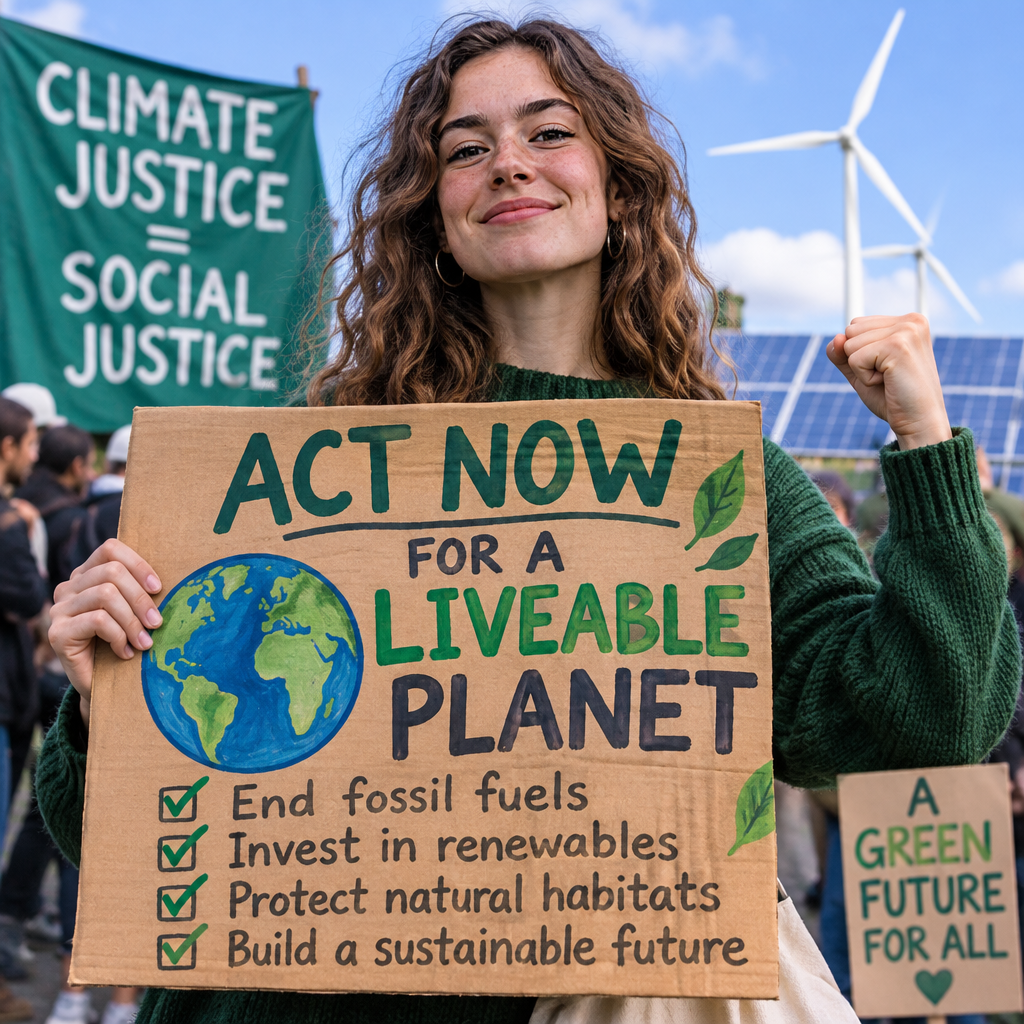 CLIMATE
JUSTICE
=
SOCIAL
JUSTICE
ACT NOW
FOR A
LIVEABLE
PLANET
End fossil fuels
Invest in renewables
Protect natural habitats
Build a sustainable future
A
GREEN
FUTURE
FOR ALL